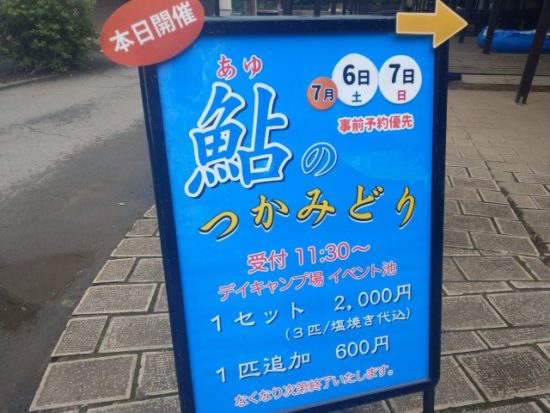 本日開催
あゆ
鮎の
つかみどり
7月 6日土 7日日
事前予約優先
受付 11:30～
デイキャンプ場 イベント池
1セット 2,000円
（3匹/塩焼き代込）
1匹追加 600円
なくなり次第終了いたします。